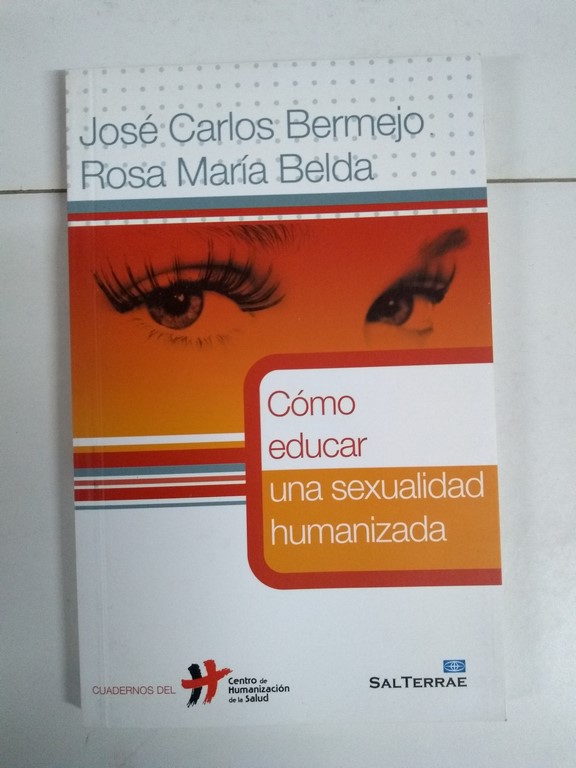 José Carlos Bermejo
Rosa María Belda
Cómo
educar
una sexualidad
humanizada
CUADERNOS DEL
Centro de
Humanización
de la Salud
SALTERRAE